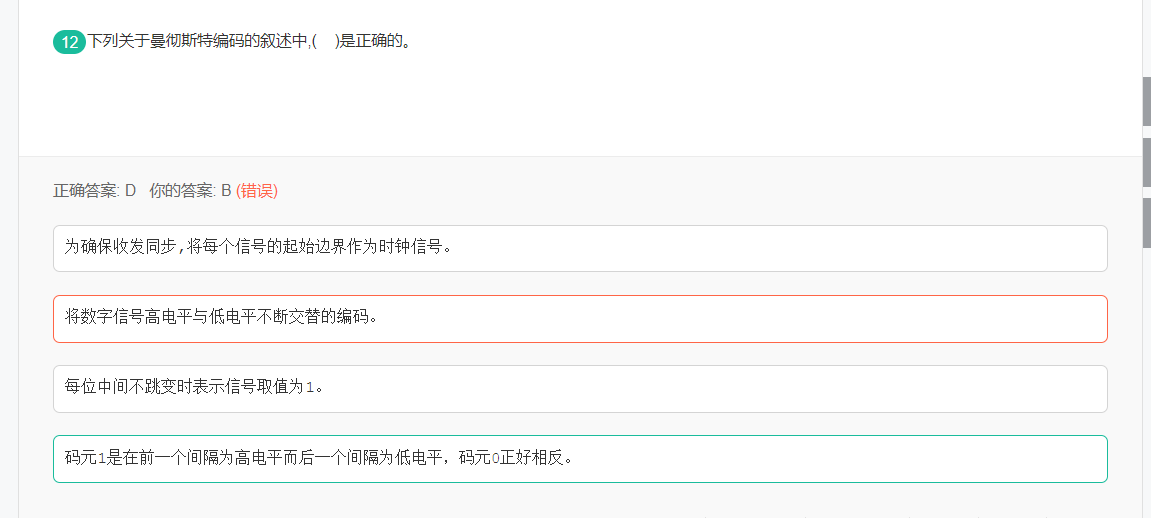 12 下列关于曼彻斯特编码的叙述中,(    )是正确的。
正确答案: D  你的答案: B (错误)
为确保收发同步,将每个信号的起始边界作为时钟信号。
将数字信号高电平与低电平不断交替的编码。
每位中间不跳变时表示信号取值为1。
码元1是在前一个间隔为高电平而后一个间隔为低电平，码元0正好相反。